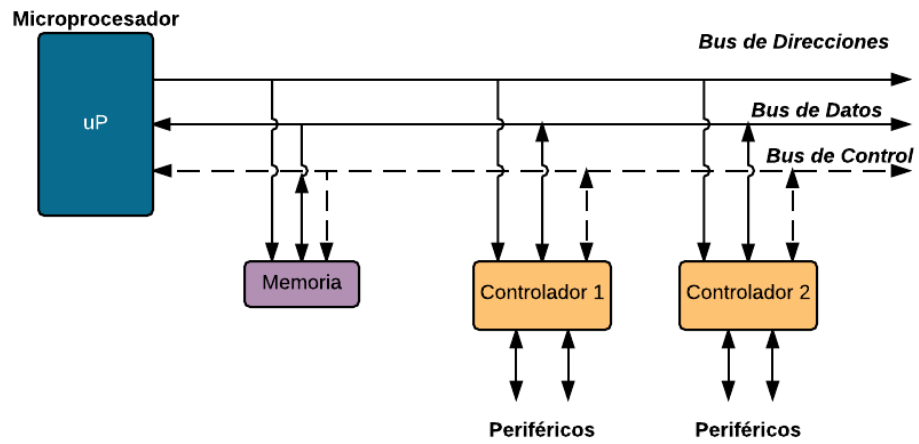 Microprocesador
Bus de Direcciones
uP
Bus de Datos
Bus de Control
Memoria
Controlador 1
Controlador 2
Periféricos
Periféricos